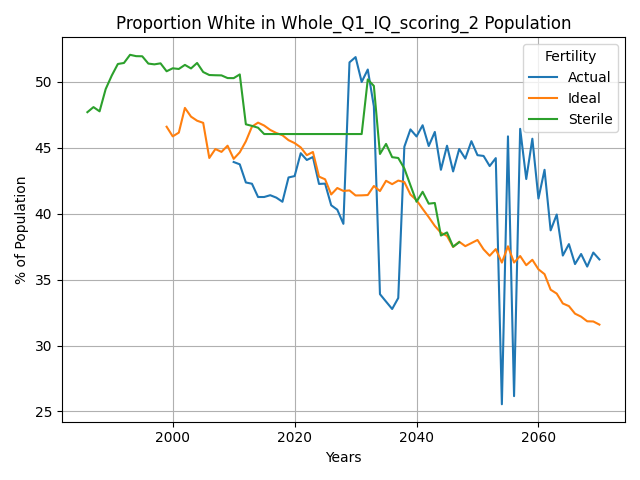 Proportion White in Whole_Q1_IQ_scoring_2 Population
Fertility
Actual
Ideal
Sterile
% of Population
50
45
40
35
30
25
2000
2020
2040
2060
Years